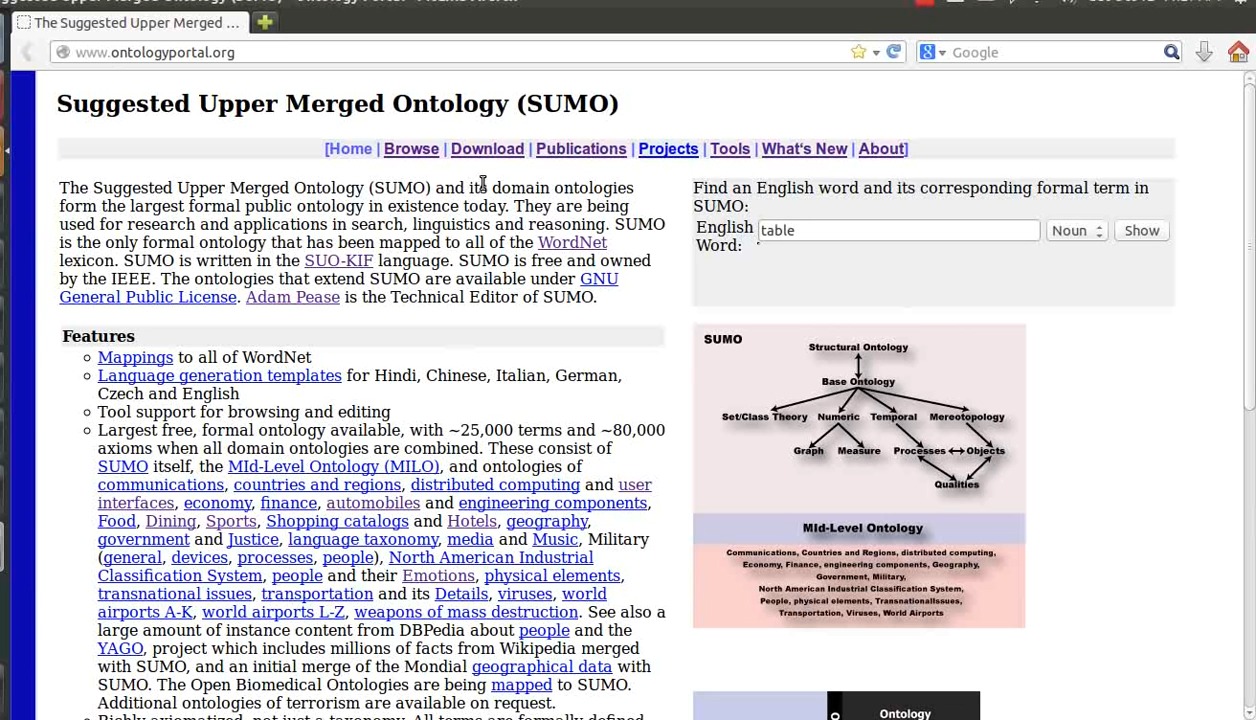 The Suggested Upper Merged ...
www.ontologyportal.org
Google
Suggested Upper Merged Ontology (SUMO)
[Home | Browse | Download | Publications | Projects | Tools | What's New | About]
The Suggested Upper Merged Ontology (SUMO) and its domain ontologies
form the largest formal public ontology in existence today. They are being
used for research and applications in search, linguistics and reasoning. SUMO
is the only formal ontology that has been mapped to all of the WordNet
lexicon. SUMO is written in the SUO-KIF language. SUMO is free and owned
by the IEEE. The ontologies that extend SUMO are available under GNU
General Public License. Adam Pease is the Technical Editor of SUMO.
Find an English word and its corresponding formal term in
SUMO:
English
Word:
table
Noun
Show
Features
Mappings to all of WordNet
Language generation templates for Hindi, Chinese, Italian, German,
Czech and English
Tool support for browsing and editing
Largest free, formal ontology available, with ~25,000 terms and ~80,000
axioms when all domain ontologies are combined. These consist of
SUMO itself, the MId-Level Ontology (MILO), and ontologies of
communications, countries and regions, distributed computing and user
interfaces, economy, finance, automobiles and engineering components,
Food, Dining, Sports, Shopping catalogs and Hotels, geography,
government and Justice, language taxonomy, media and Music, Military
(general, devices, processes, people), North American Industrial
Classification System, people and their Emotions, physical elements,
transnational issues, transportation and its Details, viruses, world
airports A-K, world airports L-Z, weapons of mass destruction. See also a
large amount of instance content from DBPedia about people and the
YAGO, project which includes millions of facts from Wikipedia merged
with SUMO, and an initial merge of the Mondial geographical data with
SUMO. The Open Biomedical Ontologies are being mapped to SUMO.
Additional ontologies of terrorism are available on request.
Richly axiomatized, not just a taxonomy. All terms are formally defined.
SUMO
Structural Ontology
Base Ontology
Set/Class Theory Numeric Temporal Mereotopology
Graph Measure Processes Objects
Qualities
MId-Level Ontology
Communications, Countries and Regions, distributed computing,
Economy, Finance, engineering components, Geography,
Government, Military,
North American Industrial Classification System,
People, physical elements, TransnationalIssues,
Transportation, Viruses, World Airports
Ontology